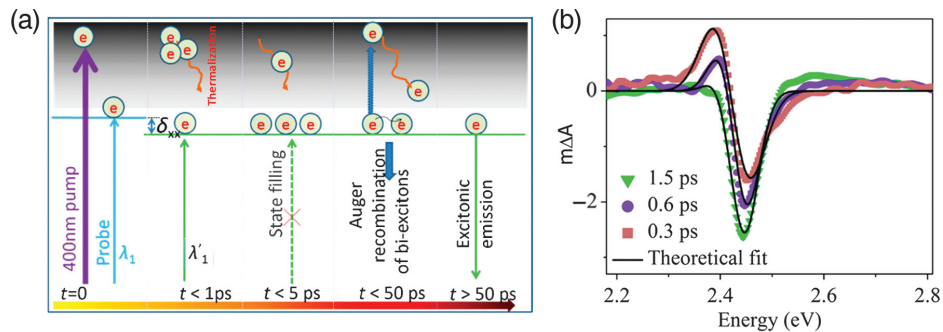 (a)
e
e
e
e
e
Thermalization
e
e
e
e
δxx
e
e
e
e
e
e
e
400nm pump
Probe
λ1
λ'1
State filling
Auger
recombination
of bi-excitons
Excitonic
emission
t=0
t < 1ps
t < 5 ps
t < 50 ps
t > 50 ps
(b)
mΔA
0
−2
1.5 ps
0.6 ps
0.3 ps
Theoretical fit
2.2
2.4
2.6
2.8
Energy (eV)